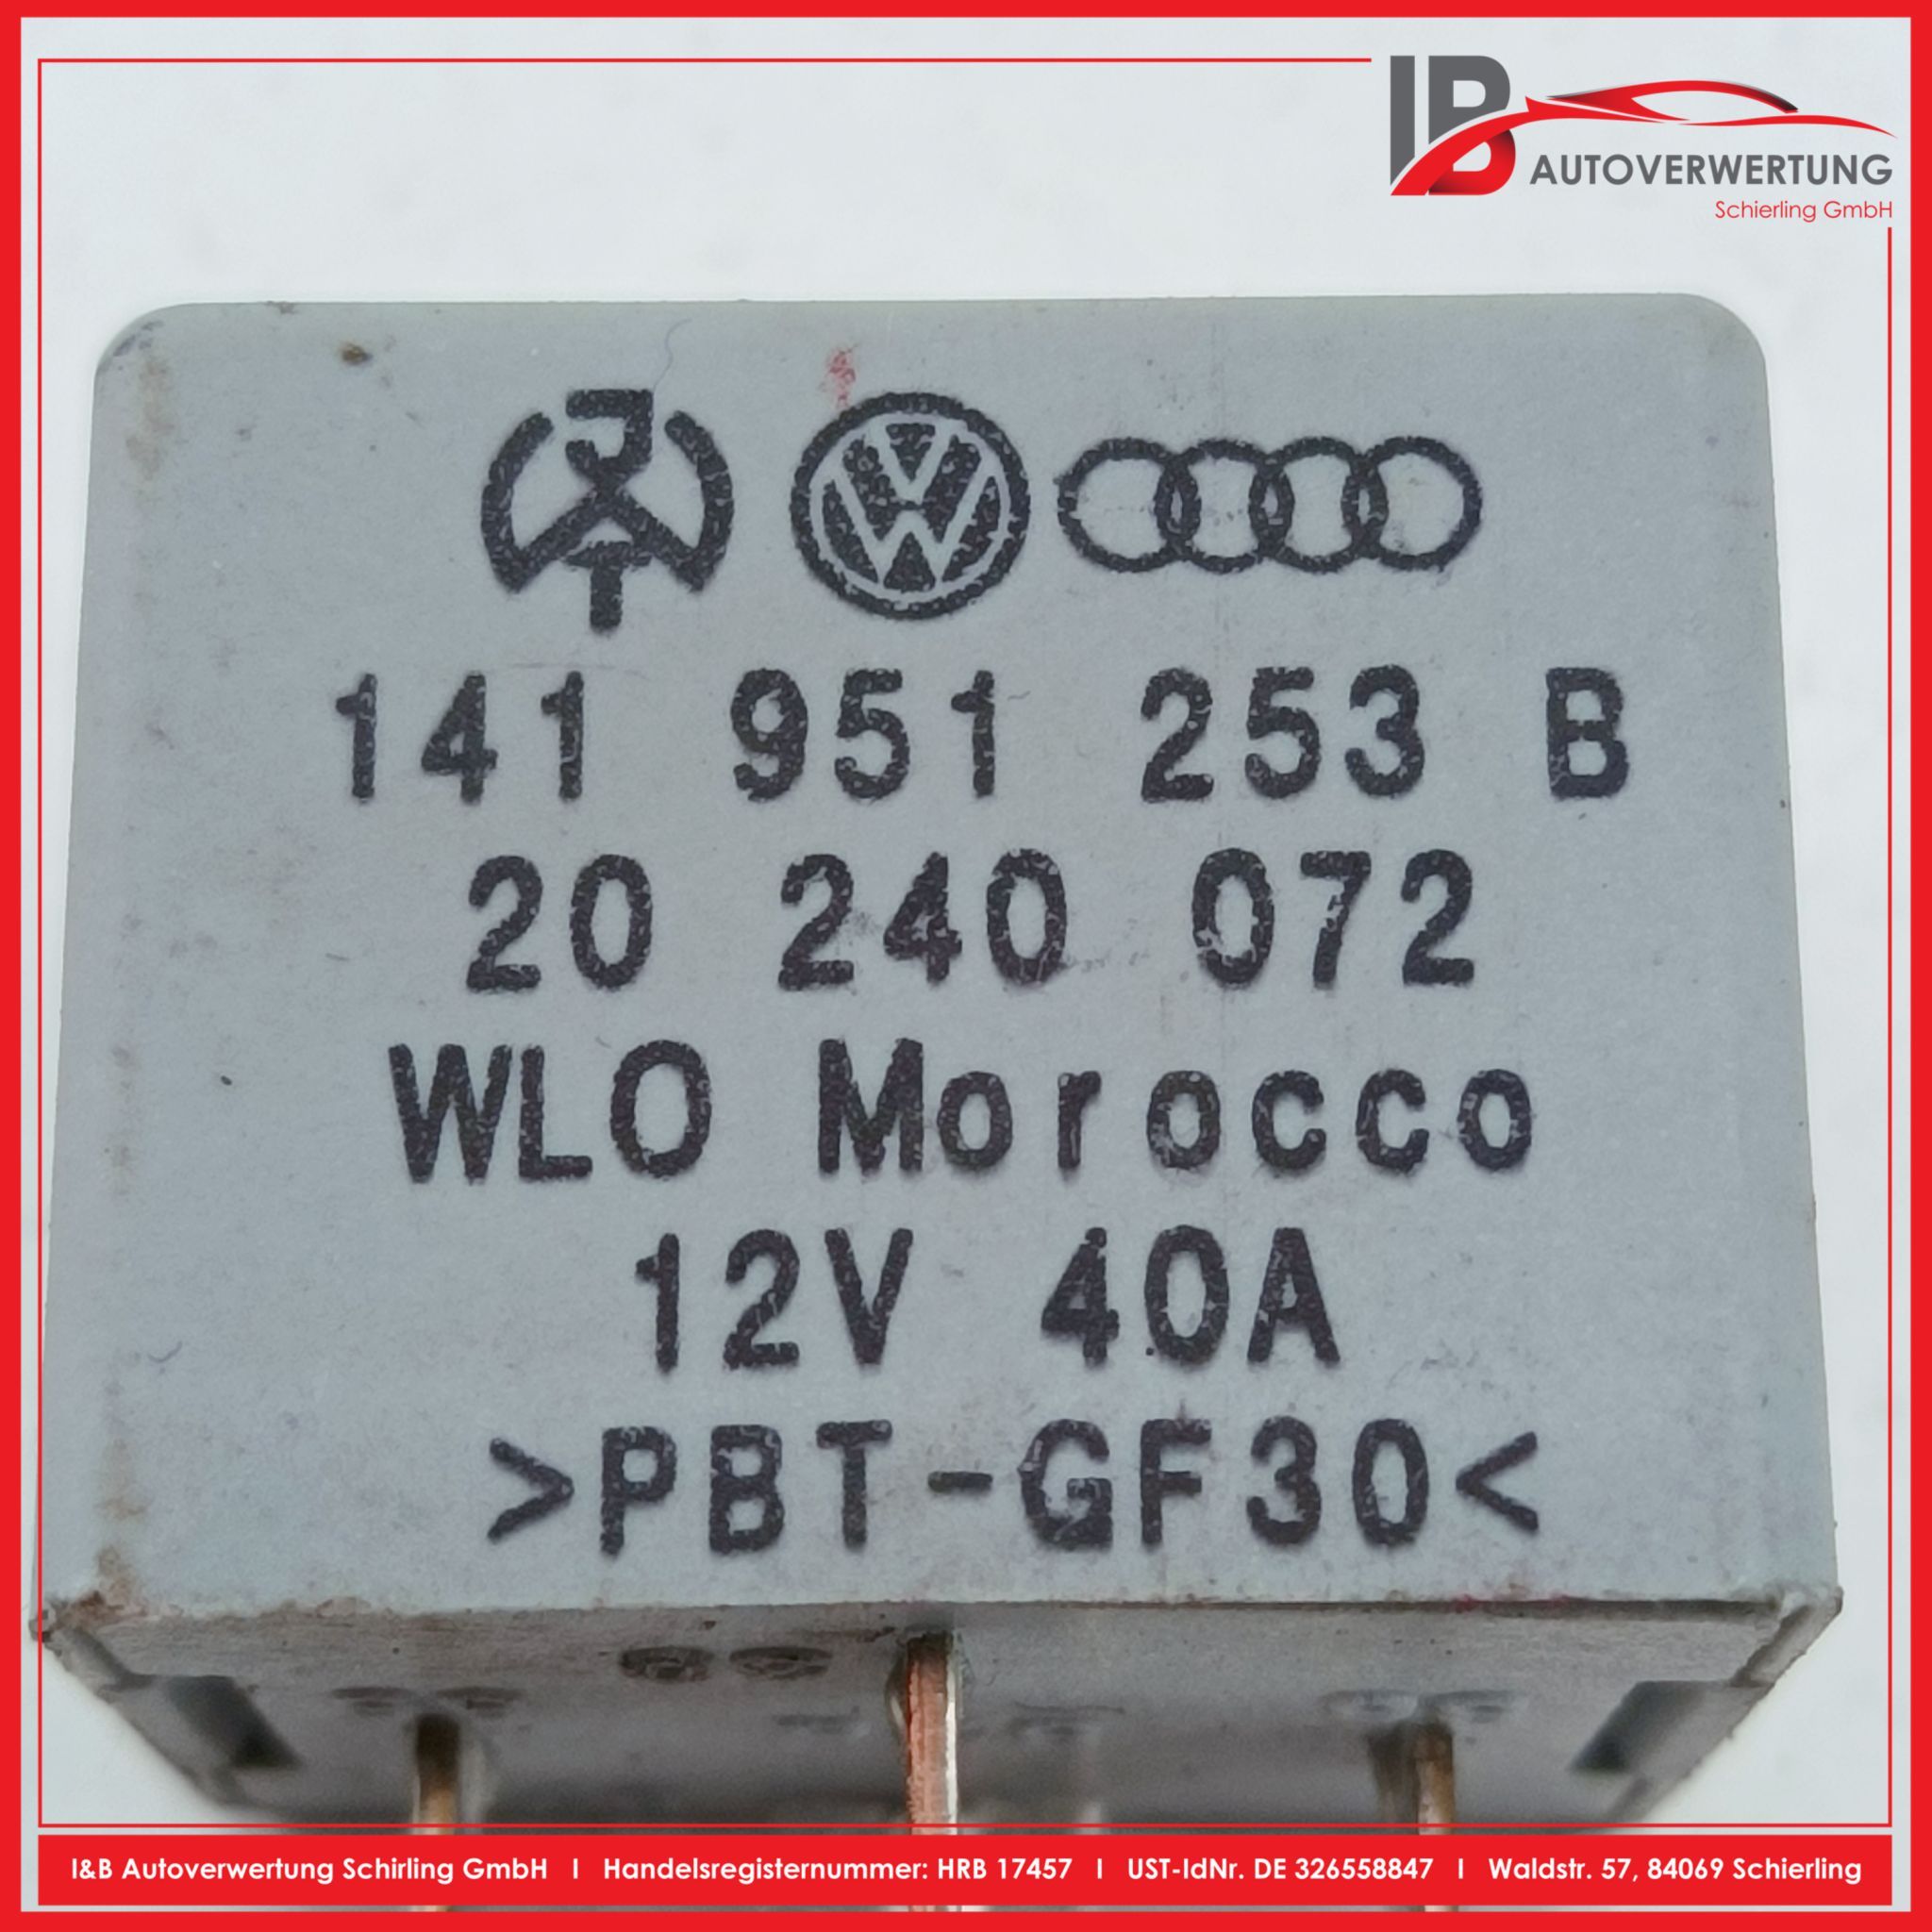 IB
AUTOVERWERTUNG
Schierling GmbH
141 951 253 B
20 240 072
WLO Morocco
12V 40A
>PBT-GF30<
I&B Autoverwertung Schirling GmbH I Handelsregisternummer: HRB 17457 I UST-IdNr. DE 326558847 I Waldstr. 57, 84069 Schierling